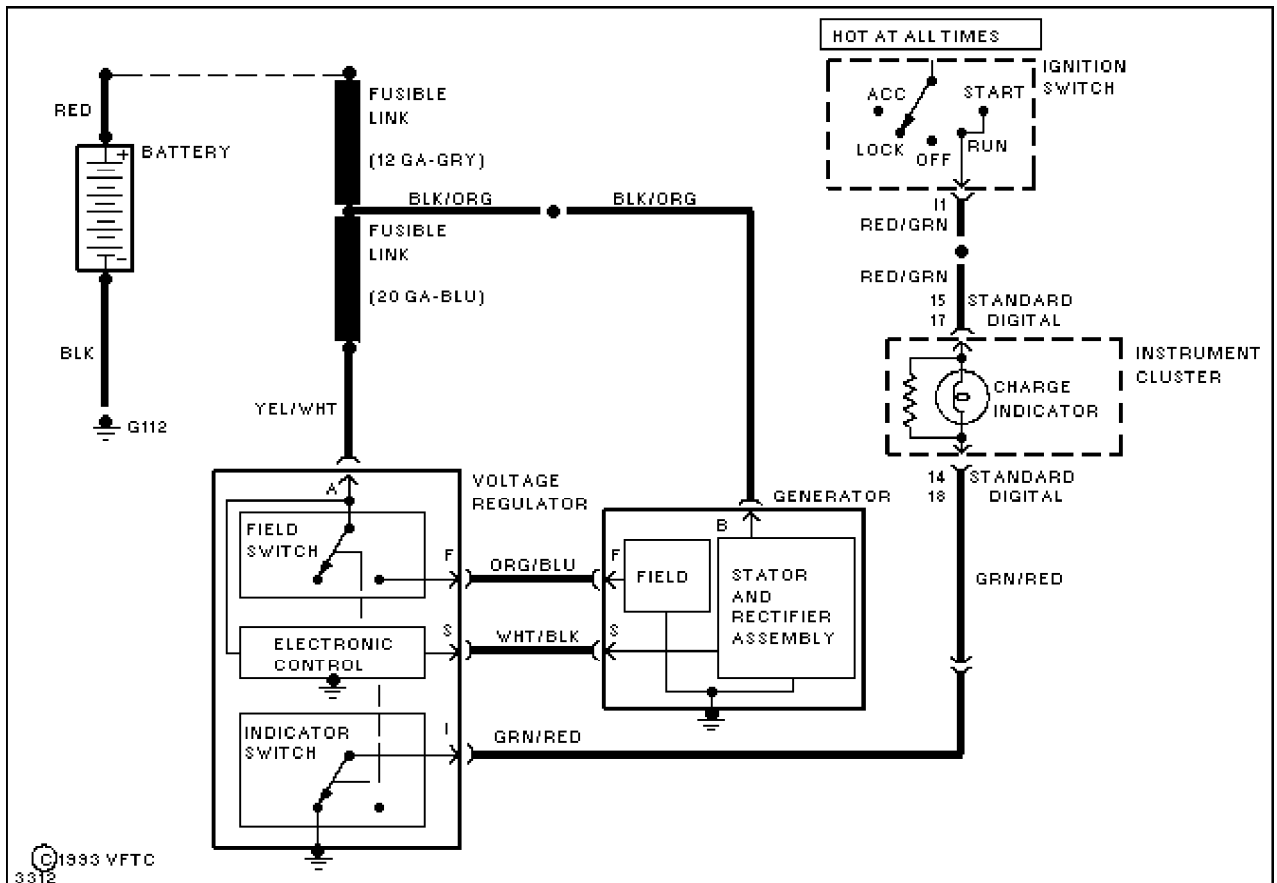 HOT AT ALL TIMES
IGNITION
SWITCH
ACC
START
LOCK
OFF
RUN
RED
BATTERY
+
-
FUSIBLE
LINK
(12 GA-GRY)
BLK/ORG
BLK/ORG
I1
RED/GRN
FUSIBLE
LINK
(20 GA-BLU)
RED/GRN
15 STANDARD
17 DIGITAL
BLK
INSTRUMENT
CLUSTER
CHARGE
INDICATOR
YEL/WHT
G112
14 STANDARD
18 DIGITAL
A
VOLTAGE
REGULATOR
GENERATOR
B
FIELD
SWITCH
F
ORG/BLU
F
FIELD
STATOR
AND
RECTIFIER
ASSEMBLY
GRN/RED
ELECTRONIC
CONTROL
S
WHT/BLK
S
INDICATOR
SWITCH
I
GRN/RED
©1993 VFTC
3312